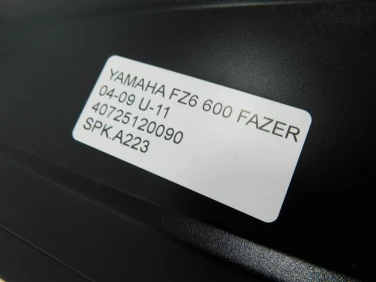 YAMAHA FZ6 600 FAZER
04-09 U-11
40725120090
SPK.A223